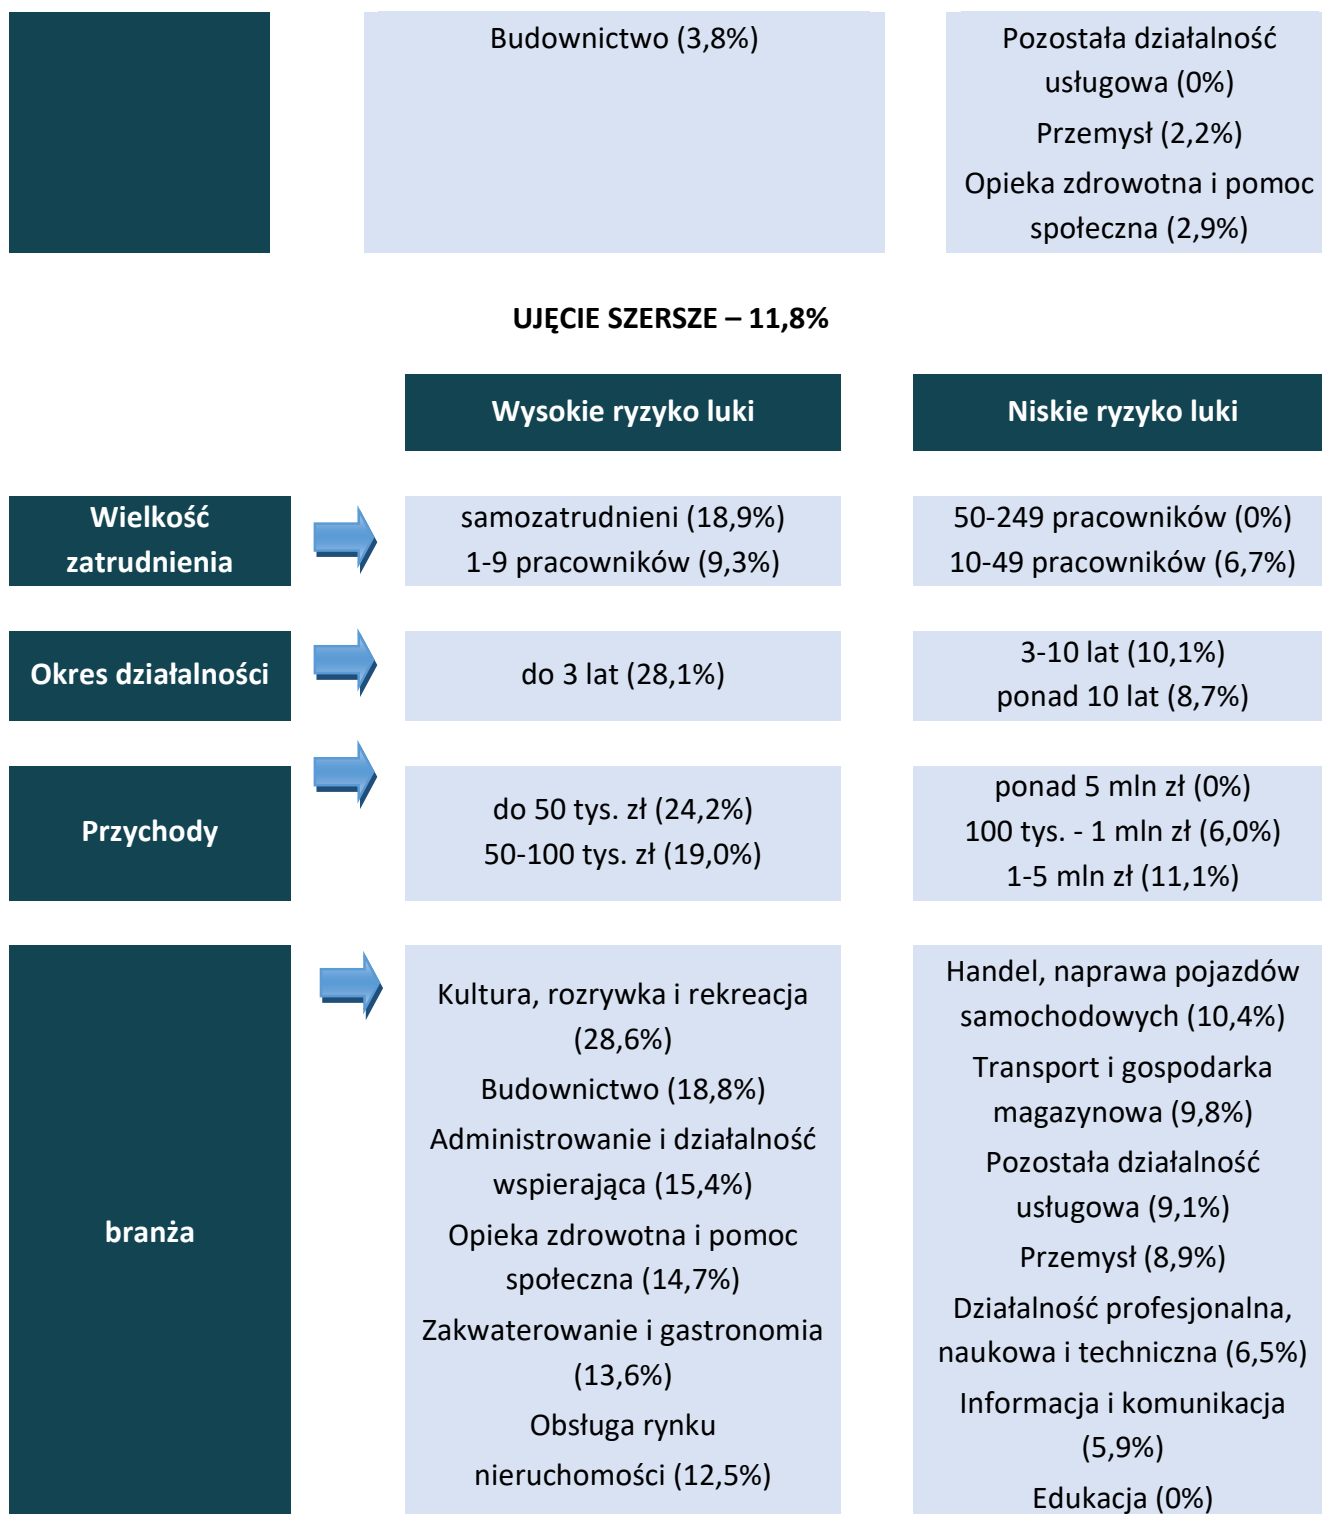 Budownictwo (3,8%)
Pozostała działalność
usługowa (0%)
Przemysł (2,2%)
Opieka zdrowotna i pomoc
społeczna (2,9%)
UJĘCIE SZERSZE – 11,8%
Wysokie ryzyko luki
Niskie ryzyko luki
Wielkość
zatrudnienia
samozatrudnieni (18,9%)
1-9 pracowników (9,3%)
50-249 pracowników (0%)
10-49 pracowników (6,7%)
Okres działalności
do 3 lat (28,1%)
3-10 lat (10,1%)
ponad 10 lat (8,7%)
Przychody
do 50 tys. zł (24,2%)
50-100 tys. zł (19,0%)
ponad 5 mln zł (0%)
100 tys. - 1 mln zł (6,0%)
1-5 mln zł (11,1%)
branża
Kultura, rozrywka i rekreacja
(28,6%)
Budownictwo (18,8%)
Administrowanie i działalność
wspierająca (15,4%)
Opieka zdrowotna i pomoc
społeczna (14,7%)
Zakwaterowanie i gastronomia
(13,6%)
Obsługa rynku
nieruchomości (12,5%)
Handel, naprawa pojazdów
samochodowych (10,4%)
Transport i gospodarka
magazynowa (9,8%)
Pozostała działalność
usługowa (9,1%)
Przemysł (8,9%)
Działalność profesjonalna,
naukowa i techniczna (6,5%)
Informacja i komunikacja
(5,9%)
Edukacja (0%)